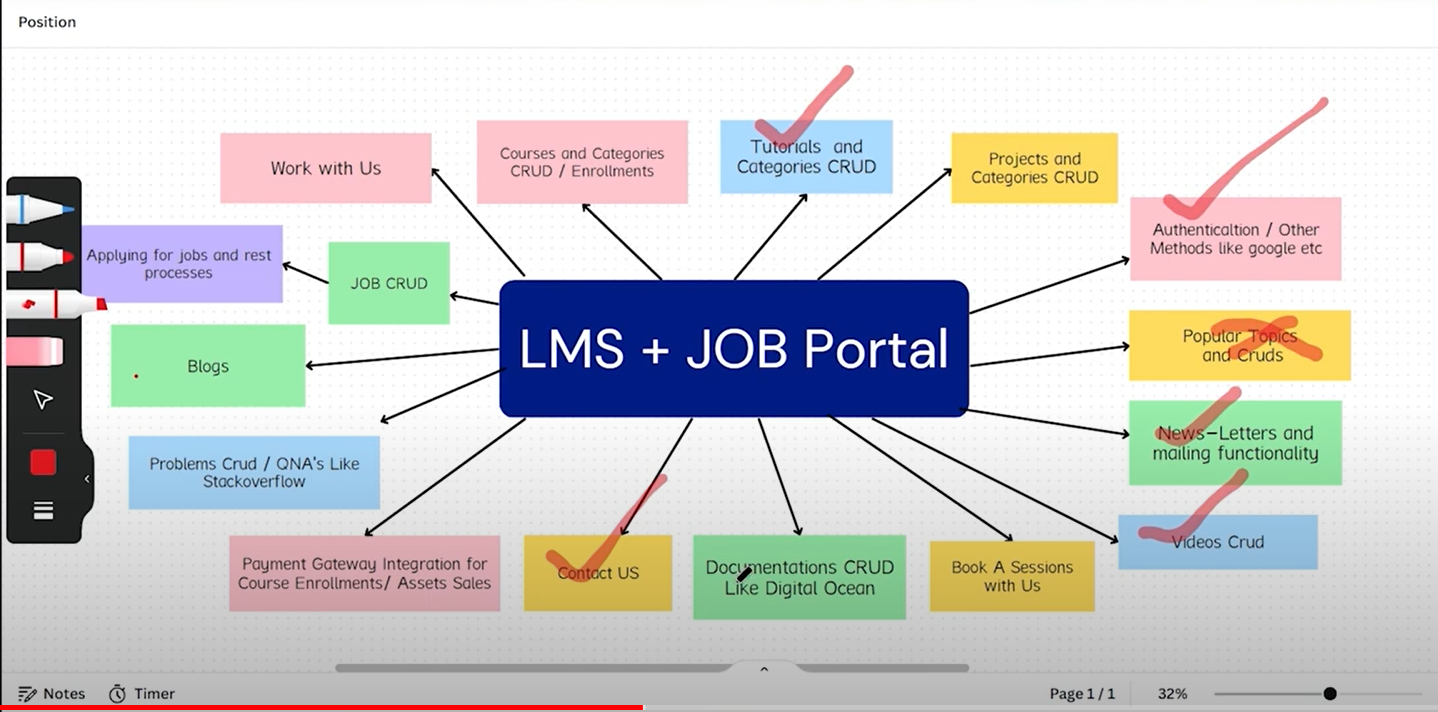 Position
Work with Us
Courses and Categories
CRUD / Enrollments
Tutorials and
Categories CRUD
Projects and
Categories CRUD
Authenticaltion / Other
Methods like google etc
Applying for jobs and rest
processes
JOB CRUD
LMS + JOB Portal
Popular Topics
and Cruds
Blogs
News-Letters and
mailing functionality
Problems Crud / QNA's Like
Stackoverflow
Videos Crud
Payment Gateway Integration for
Course Enrollments/ Assets Sales
Contact US
Documentations CRUD
Like Digital Ocean
Book A Sessions
with Us
Notes
Timer
Page 1 / 1
32%